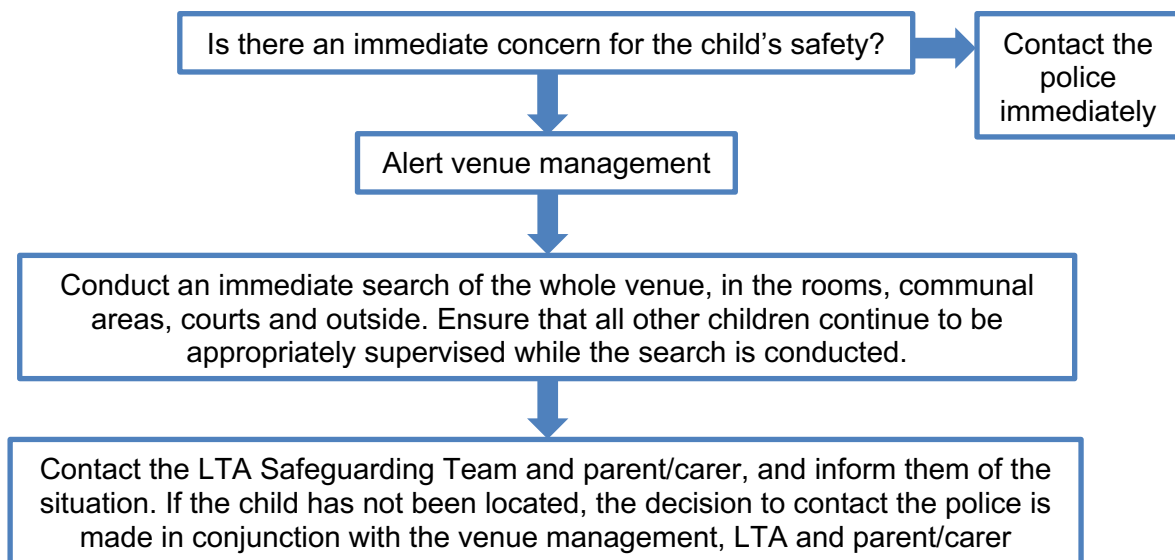 Is there an immediate concern for the child’s safety?
Contact the
police
immediately
Alert venue management
Conduct an immediate search of the whole venue, in the rooms, communal
areas, courts and outside. Ensure that all other children continue to be
appropriately supervised while the search is conducted.
Contact the LTA Safeguarding Team and parent/carer, and inform them of the
situation. If the child has not been located, the decision to contact the police is
made in conjunction with the venue management, LTA and parent/carer